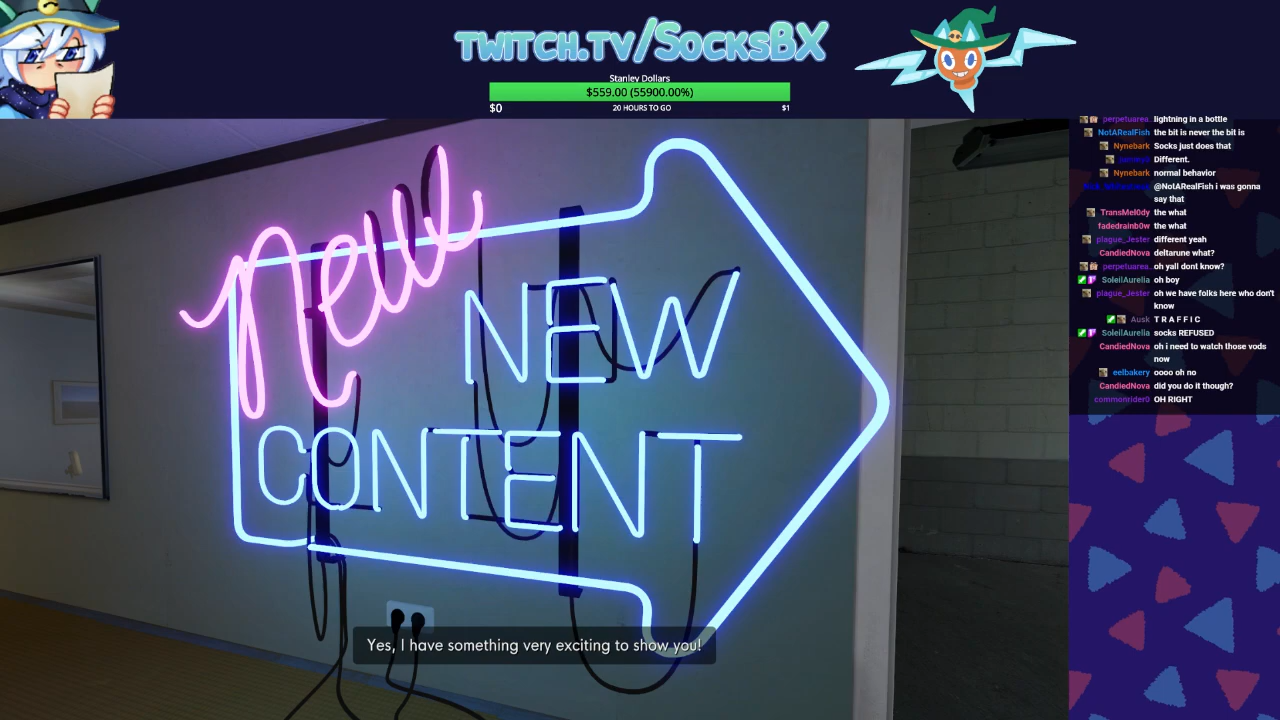 twitch.tv/SocksBX
Stanley Dollars
$559.00 (55900.00%)
$0 20 HOURS TO GO $1
New
NEW
CONTENT
Yes, I have something very exciting to show you!
perpetuarea lightning in a bottle
NotARealFish the bit is never the bit is
Nynebark Socks just does that
Different.
Nynebark normal behavior
@NotARealFish i was gonna
say that
TransMel0dy the what
fadedrainb0w the what
plague_Jester different yeah
CandiedNova deltarune what?
perpetuarea oh yall dont know?
SoleilAurelia oh boy
plague_Jester oh we have folks here who don't
know
Ausk T R A F F I C
SoleilAurelia socks REFUSED
CandiedNova oh i need to watch those vods
now
eelbakery oooo oh no
CandiedNova did you do it though?
commonrider0 OH RIGHT